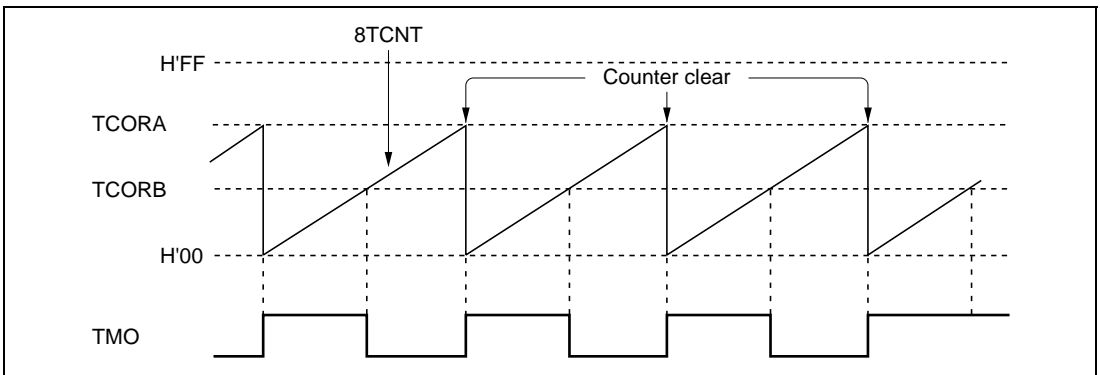 8TCNT
H'FF
Counter clear
TCORA
TCORB
H'00
TMO